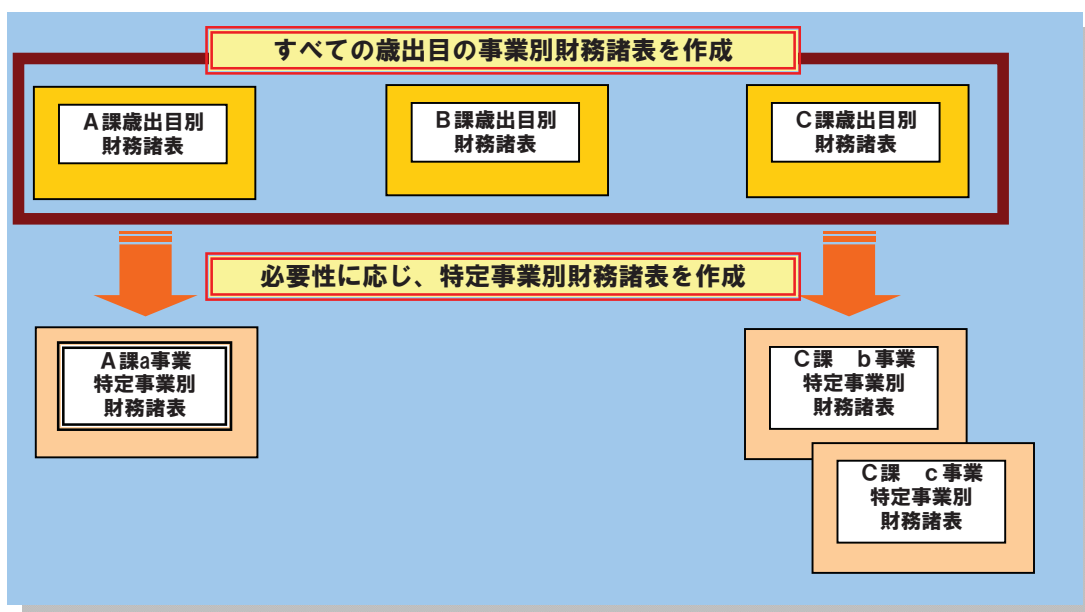 すべての歳出目の事業別財務諸表を作成
A課歳出目別
財務諸表
B課歳出目別
財務諸表
C課歳出目別
財務諸表
必要性に応じ、特定事業別財務諸表を作成
A課a事業
特定事業別
財務諸表
C課　b事業
特定事業別
財務諸表
C課　c事業
特定事業別
財務諸表